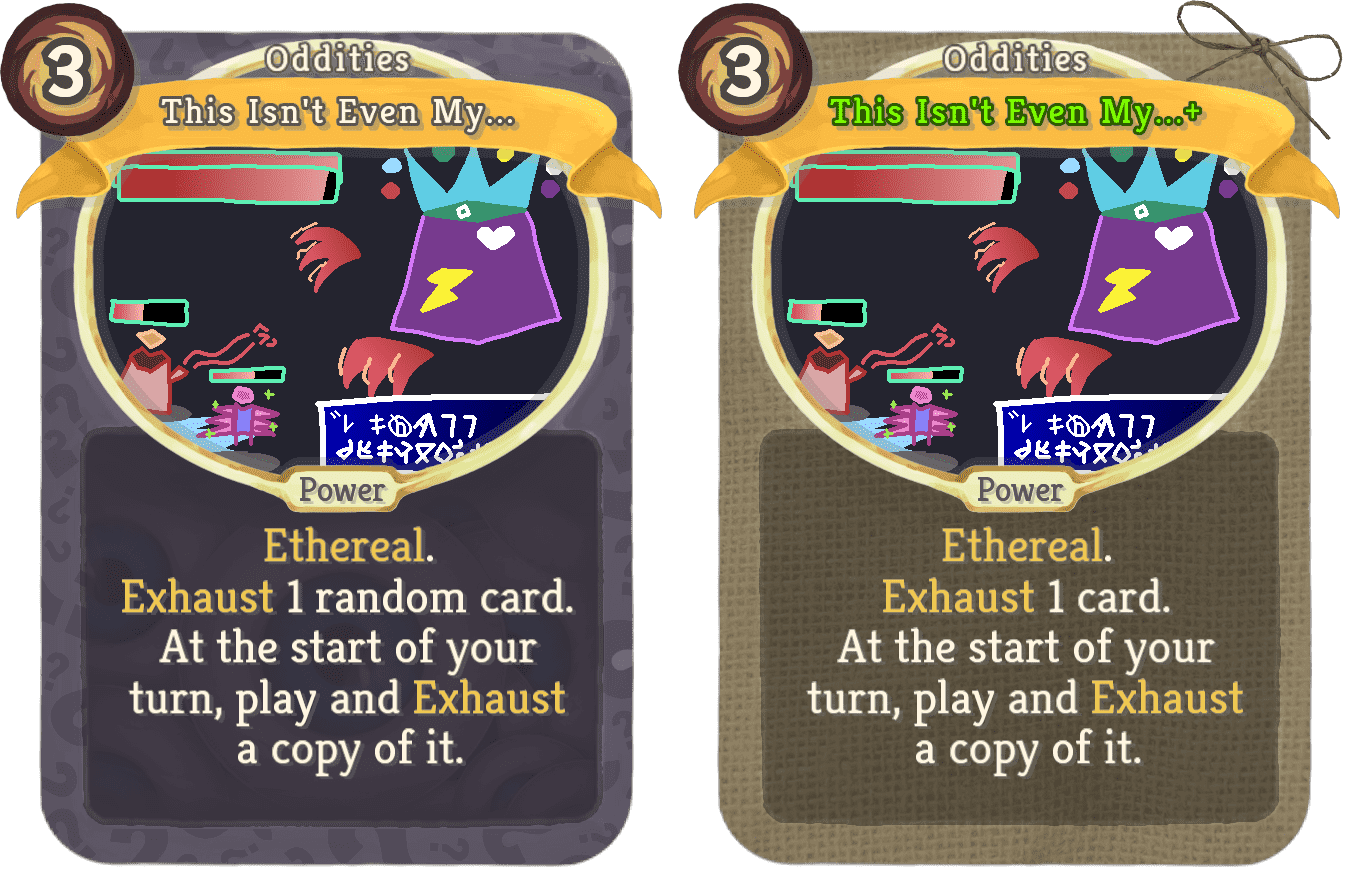 3
Oddities
This Isn't Even My...
Power
Ethereal.
Exhaust 1 random card.
At the start of your
turn, play and Exhaust
a copy of it.
3
Oddities
This Isn't Even My...+
Power
Ethereal.
Exhaust 1 card.
At the start of your
turn, play and Exhaust
a copy of it.